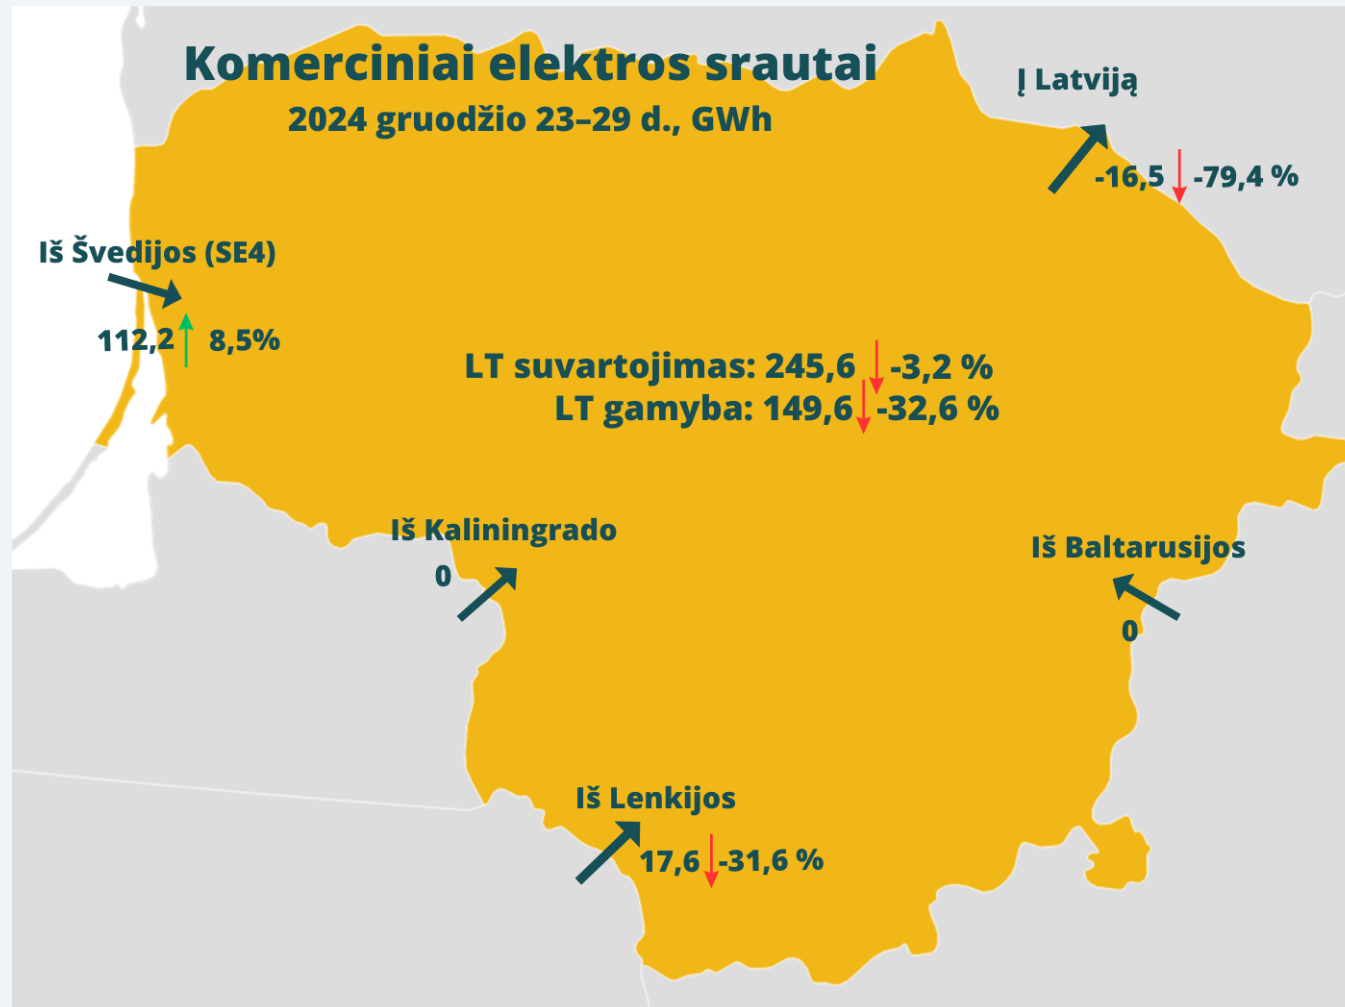 Komerciniai elektros srautai
2024 gruodžio 23–29 d., GWh
Į Latviją
-16,5 -79,4 %
Iš Švedijos (SE4)
112,2 8,5%
LT suvartojimas: 245,6 -3,2 %
LT gamyba: 149,6 -32,6 %
Iš Kaliningrado
0
Iš Baltarusijos
0
Iš Lenkijos
17,6 -31,6 %